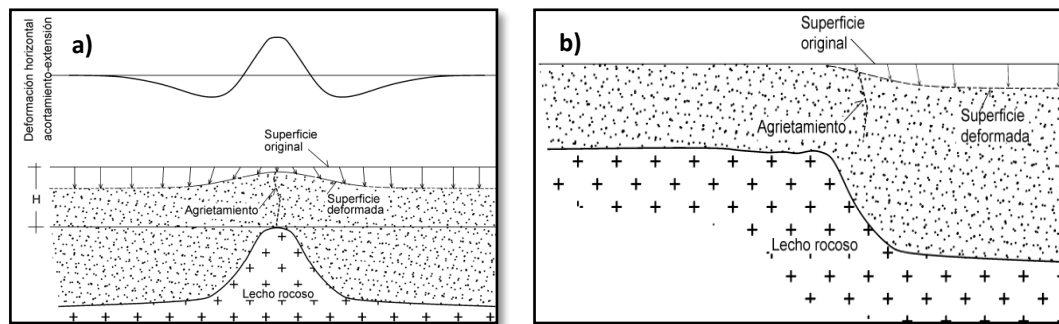 a)
Deformación horizontal
acortamiento-extensión
Superficie
original
H
Agrietamiento
Superficie
deformada
Lecho rocoso
b)
Superficie
original
Agrietamiento
Superficie
deformada
Lecho rocoso